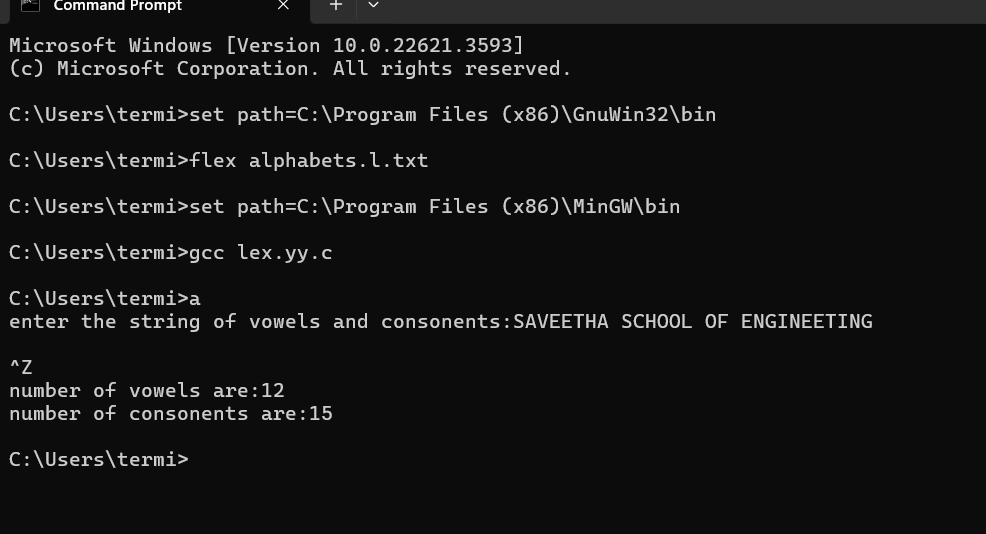 Command Prompt
Microsoft Windows [Version 10.0.22621.3593]
(c) Microsoft Corporation. All rights reserved.
C:\Users\termi>set path=C:\Program Files (x86)\GnuWin32\bin
C:\Users\termi>flex alphabets.l.txt
C:\Users\termi>set path=C:\Program Files (x86)\MinGW\bin
C:\Users\termi>gcc lex.yy.c
C:\Users\termi>a
enter the string of vowels and consonents:SAVEETHA SCHOOL OF ENGINEETING
^Z
number of vowels are:12
number of consonents are:15
C:\Users\termi>